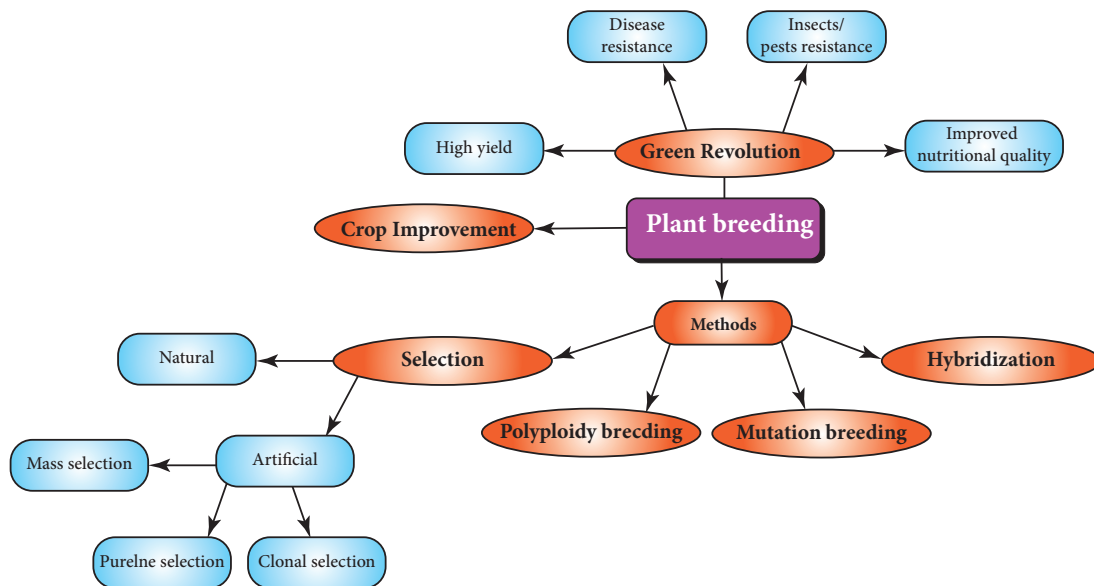 Disease
resistance
Insects/
pests resistance
High yield
Green Revolution
Improved
nutritional quality
Crop Improvement
Plant breeding
Methods
Natural
Selection
Hybridization
Polyploidy brecding
Mutation breeding
Mass selection
Artificial
Purelne selection
Clonal selection